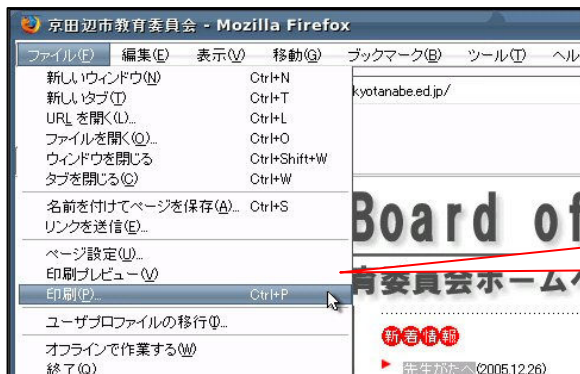 京田辺市教育委員会 - Mozilla Firefox
ファイル(F) 編集(E) 表示(V) 移動(G) ブックマーク(B) ツール(T) ヘル
新しいウィンドウ(N) Ctrl+N
新しいタブ(T) Ctrl+T
kyotanabe.ed.jp/
URL を開く(L)... Ctrl+L
ファイルを開く(O)... Ctrl+O
ウィンドウを閉じる Ctrl+Shift+W
タブを閉じる(C) Ctrl+W
名前を付けてページを保存(A)... Ctrl+S
リンクを送信(E)...
Board of
ページ設定(U)...
印刷プレビュー(V)
育委員会ホームペ
印刷(P)... Ctrl+P
ユーザプロファイルの移行(I)...
新着情報
オフラインで作業する(W)
先生がたへ(2005.12.26)
終了(Q)